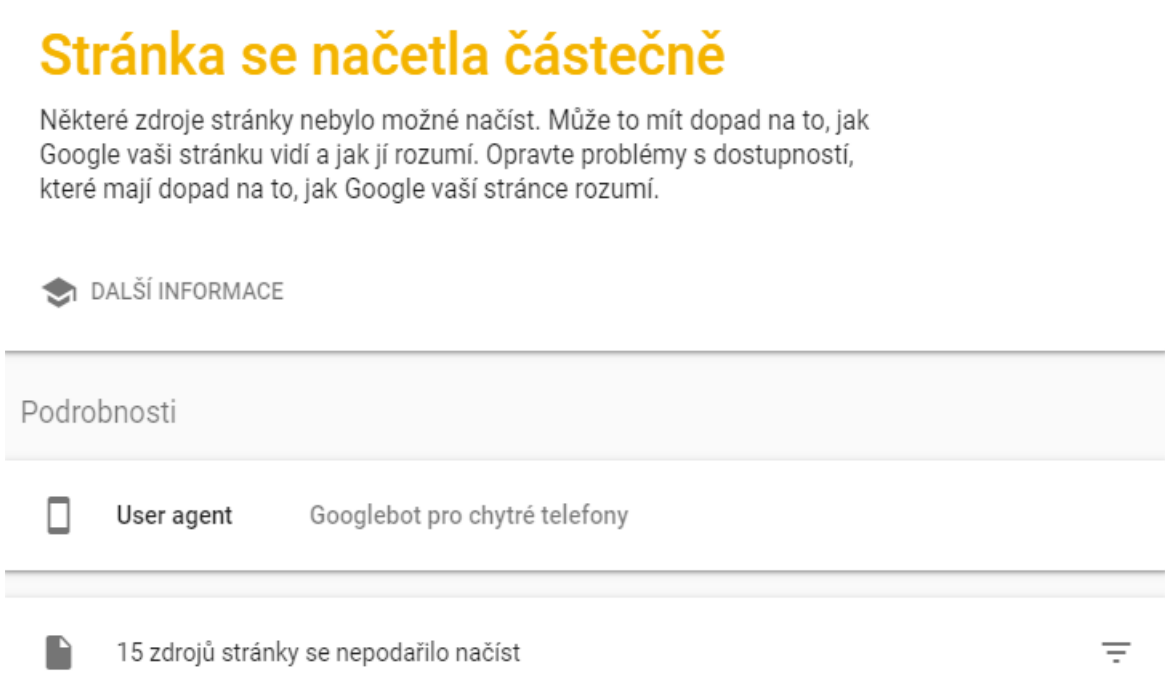 Stránka se načetla částečně
Některé zdroje stránky nebylo možné načíst. Může to mít dopad na to, jak
Google vaši stránku vidí a jak jí rozumí. Opravte problémy s dostupností,
které mají dopad na to, jak Google vaší stránce rozumí.
DALŠÍ INFORMACE
Podrobnosti
User agent Googlebot pro chytré telefony
15 zdrojů stránky se nepodařilo načíst